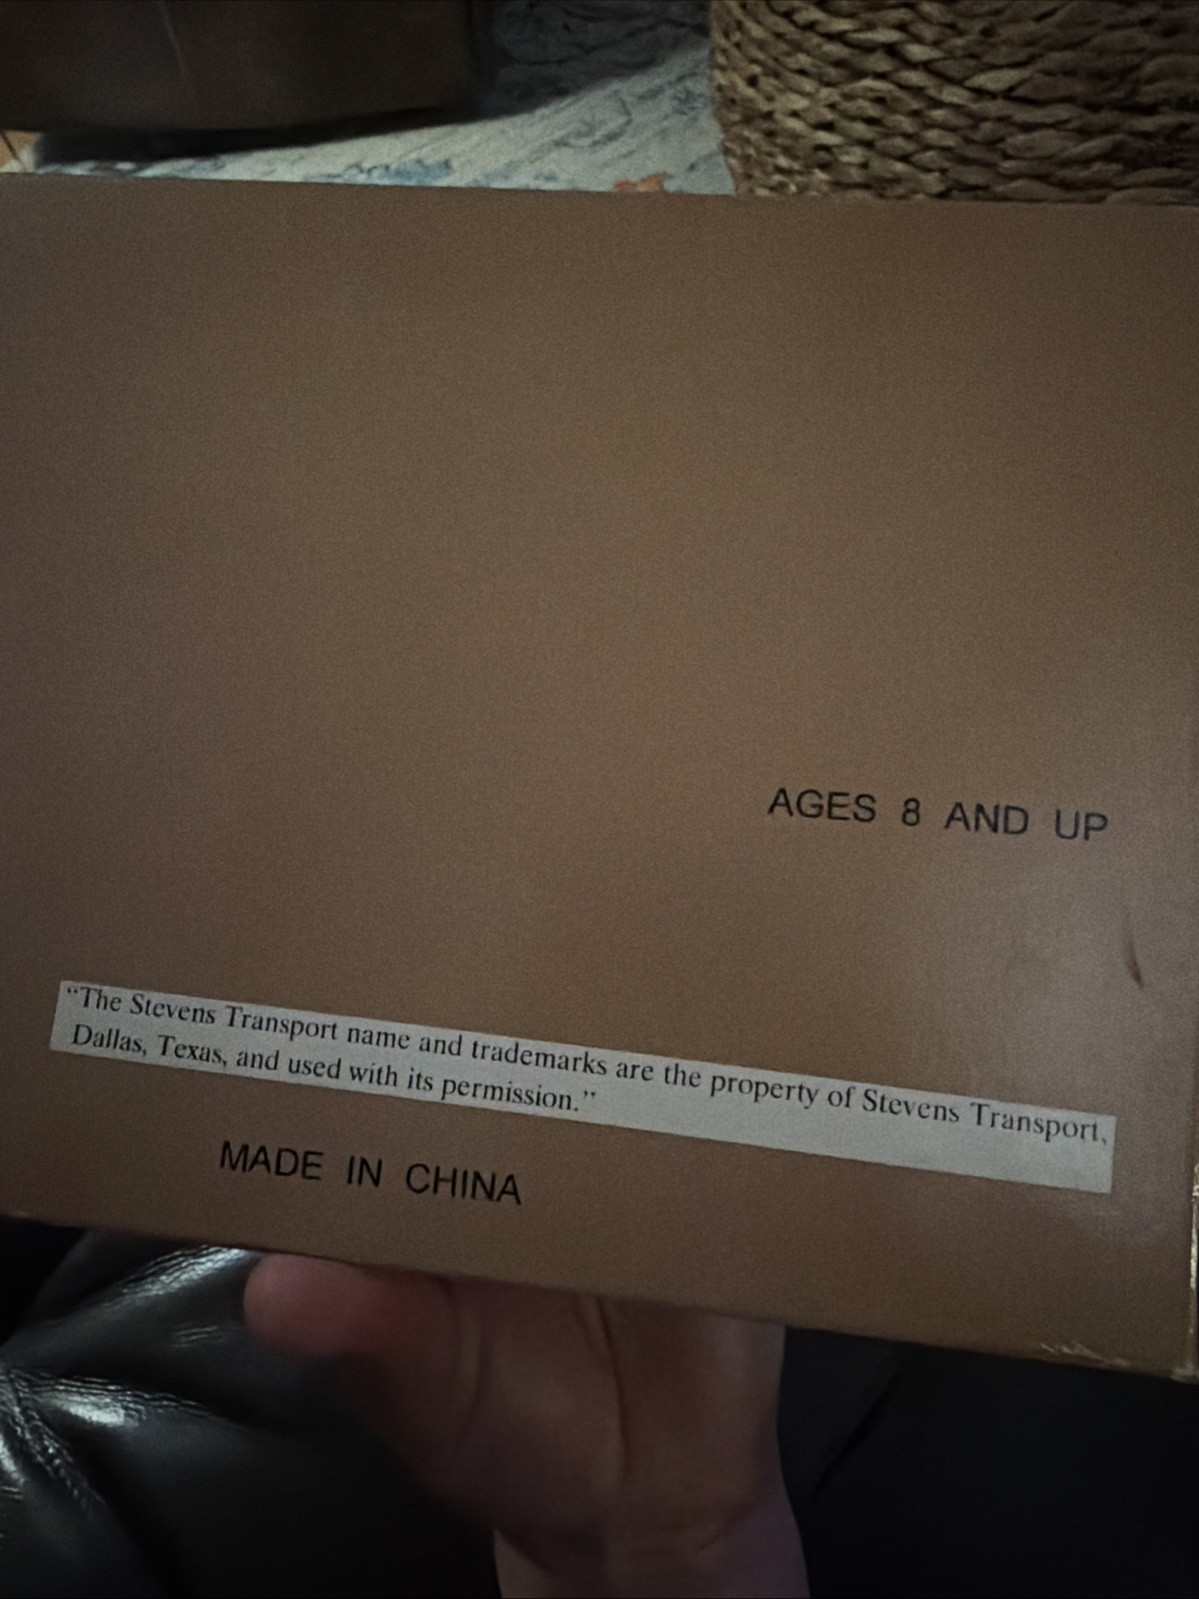 AGES 8 AND UP
“The Stevens Transport name and trademarks are the property of Stevens Transport,
Dallas, Texas, and used with its permission.”
MADE IN CHINA